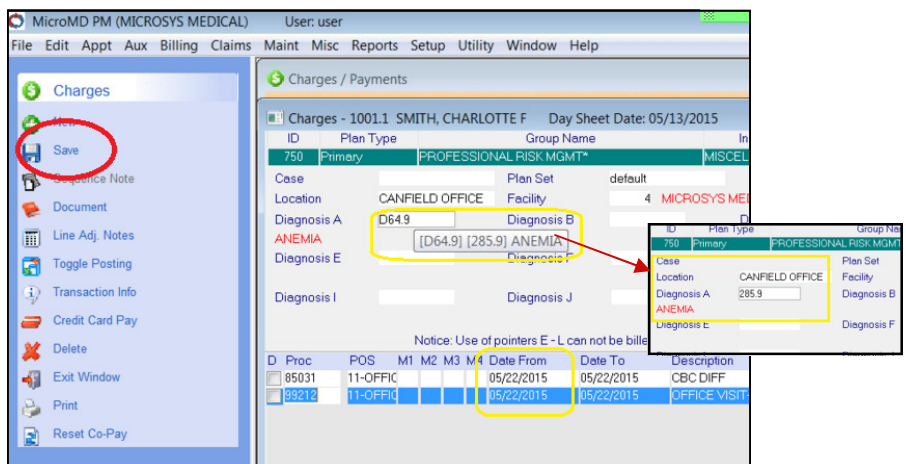 MicroMD PM (MICROSYS MEDICAL) User: user
File Edit Appt Aux Billing Claims Maint Misc Reports Setup Utility Window Help
Charges
New
Save
Sequence Note
Document
Line Adj. Notes
Toggle Posting
Transaction Info
Credit Card Pay
Delete
Exit Window
Print
Reset Co-Pay
Charges / Payments
Charges - 1001.1 SMITH, CHARLOTTE F Day Sheet Date: 05/13/2015
ID Plan Type Group Name In
750 Primary PROFESSIONAL RISK MGMT* MISCEL
Case Plan Set default
Location CANFIELD OFFICE Facility 4 MICROSYS MED
Diagnosis A D64.9 Diagnosis B D
ANEMIA [D64.9] [285.9] ANEMIA
Diagnosis E Diagnosis F
Diagnosis I Diagnosis J
Notice: Use of pointers E - L can not be bille
D Proc POS M1 M2 M3 M4 Date From Date To Description
85031 11-OFFIC 05/22/2015 05/22/2015 CBC DIFF
99212 11-OFFIC 05/22/2015 05/22/2015 OFFICE VISIT-
ID Plan Type Group Na
750 Primary PROFESSIONAL RISK MGMT
Case Plan Set
Location CANFIELD OFFICE Facility
Diagnosis A 285.9 Diagnosis B
ANEMIA
Diagnosis E Diagnosis F